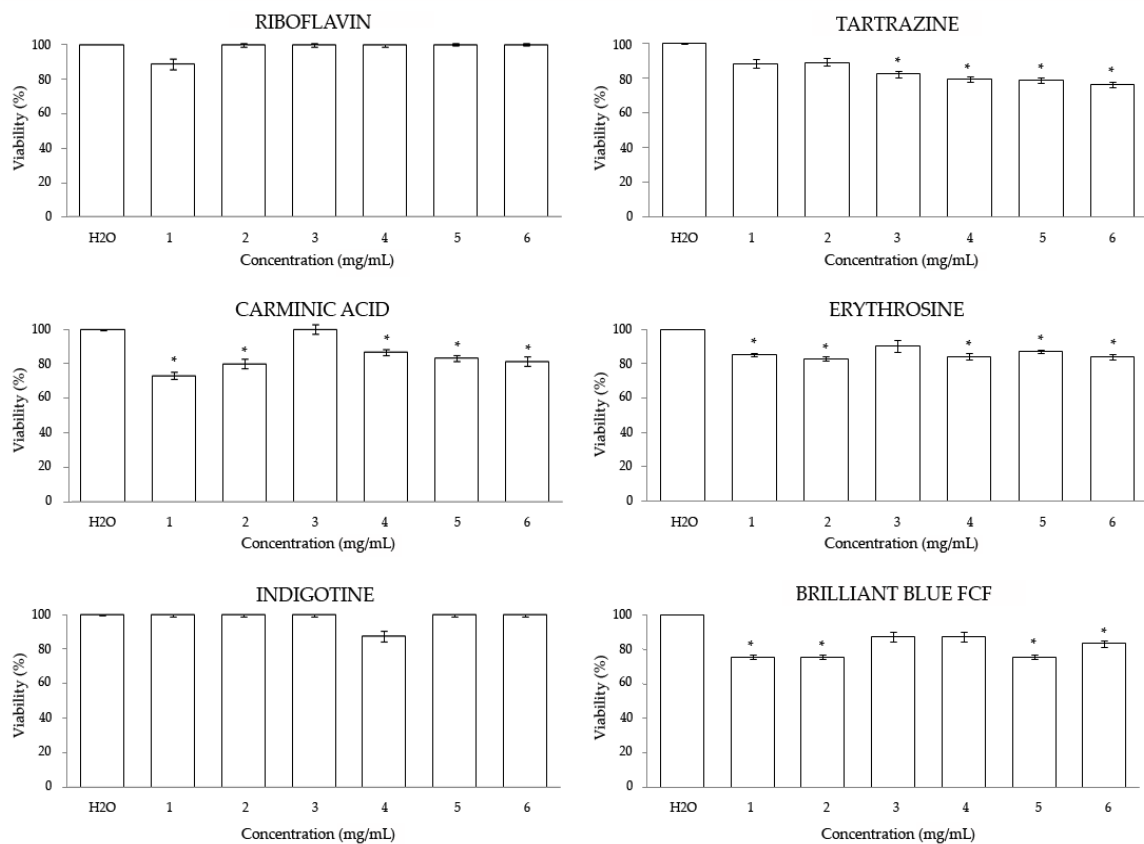 RIBOFLAVIN
Viability (%)
100
80
60
40
20
0
H2O 1 2 3 4 5 6
Concentration (mg/mL)
TARTRAZINE
Viability (%)
100
80
60
40
20
0
* * * *
H2O 1 2 3 4 5 6
Concentration (mg/mL)
CARMINIC ACID
Viability (%)
100
80
60
40
20
0
* * * * *
H2O 1 2 3 4 5 6
Concentration (mg/mL)
ERYTHROSINE
Viability (%)
100
80
60
40
20
0
* * * * *
H2O 1 2 3 4 5 6
Concentration (mg/mL)
INDIGOTINE
Viability (%)
100
80
60
40
20
0
H2O 1 2 3 4 5 6
Concentration (mg/mL)
BRILLIANT BLUE FCF
Viability (%)
100
80
60
40
20
0
* * * *
H2O 1 2 3 4 5 6
Concentration (mg/mL)